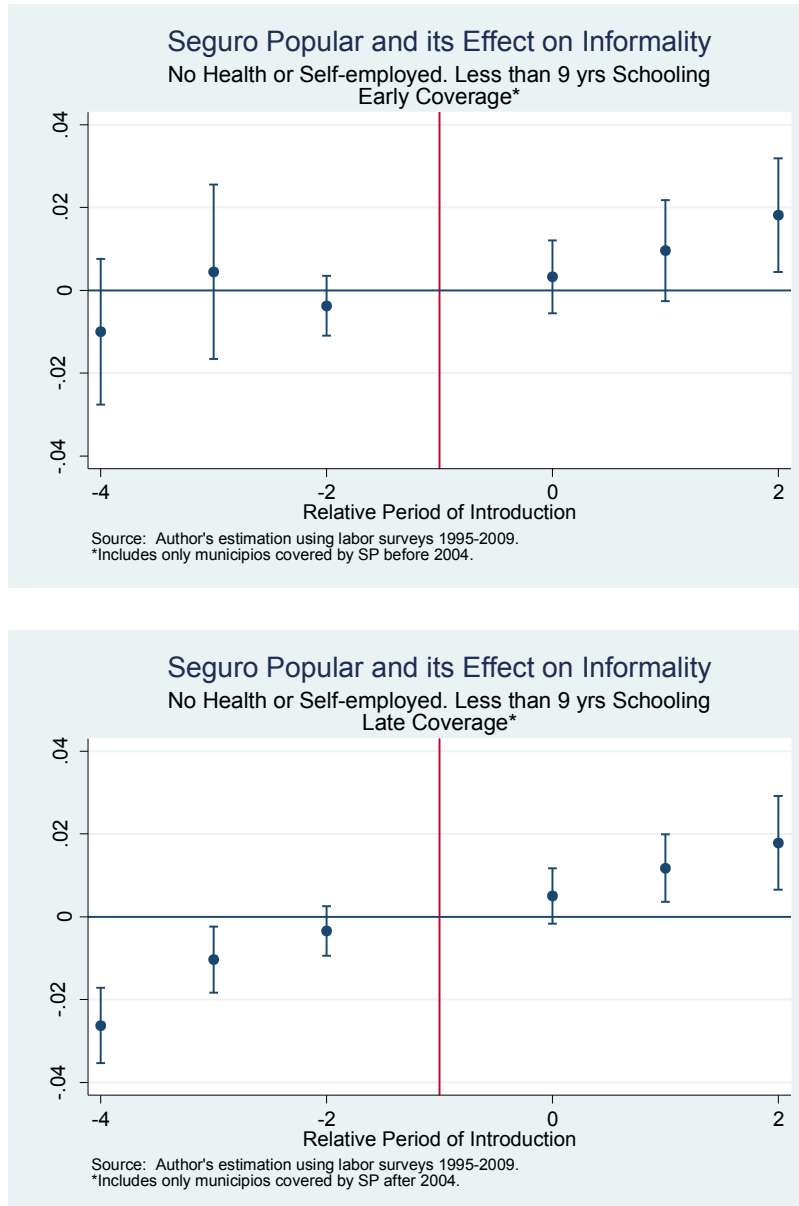 Seguro Popular and its Effect on Informality
No Health or Self-employed. Less than 9 yrs Schooling
Early Coverage*
.04
.02
0
-.02
-.04
-4
-2
0
2
Relative Period of Introduction
Source:  Author's estimation using labor surveys 1995-2009.
*Includes only municipios covered by SP before 2004.
Seguro Popular and its Effect on Informality
No Health or Self-employed. Less than 9 yrs Schooling
Late Coverage*
.04
.02
0
-.02
-.04
-4
-2
0
2
Relative Period of Introduction
Source:  Author's estimation using labor surveys 1995-2009.
*Includes only municipios covered by SP after 2004.